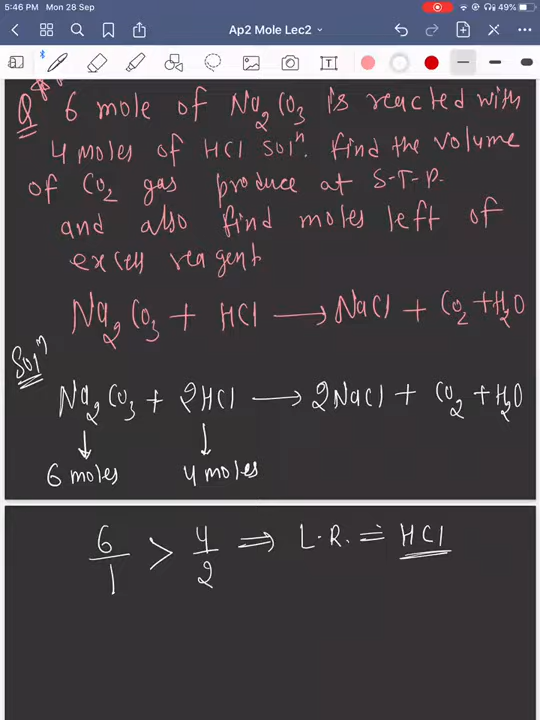 5:46 PM Mon 28 Sep
49%
Ap2 Mole Lec2
T
Q 6 mole of Na2CO3 is reacted with
4 moles of HCl Solⁿ. find the volume
of CO2 gas produce at S.T.P.
and also find moles left of
excess reagent
Na2CO3 + HCl → NaCl + CO2 + H2O
Solⁿ
Na2CO3 + 2HCl → 2NaCl + CO2 + H2O
↓ ↓
6 moles 4 moles
6/1 > 4/2 ⇒ L.R. = HCl